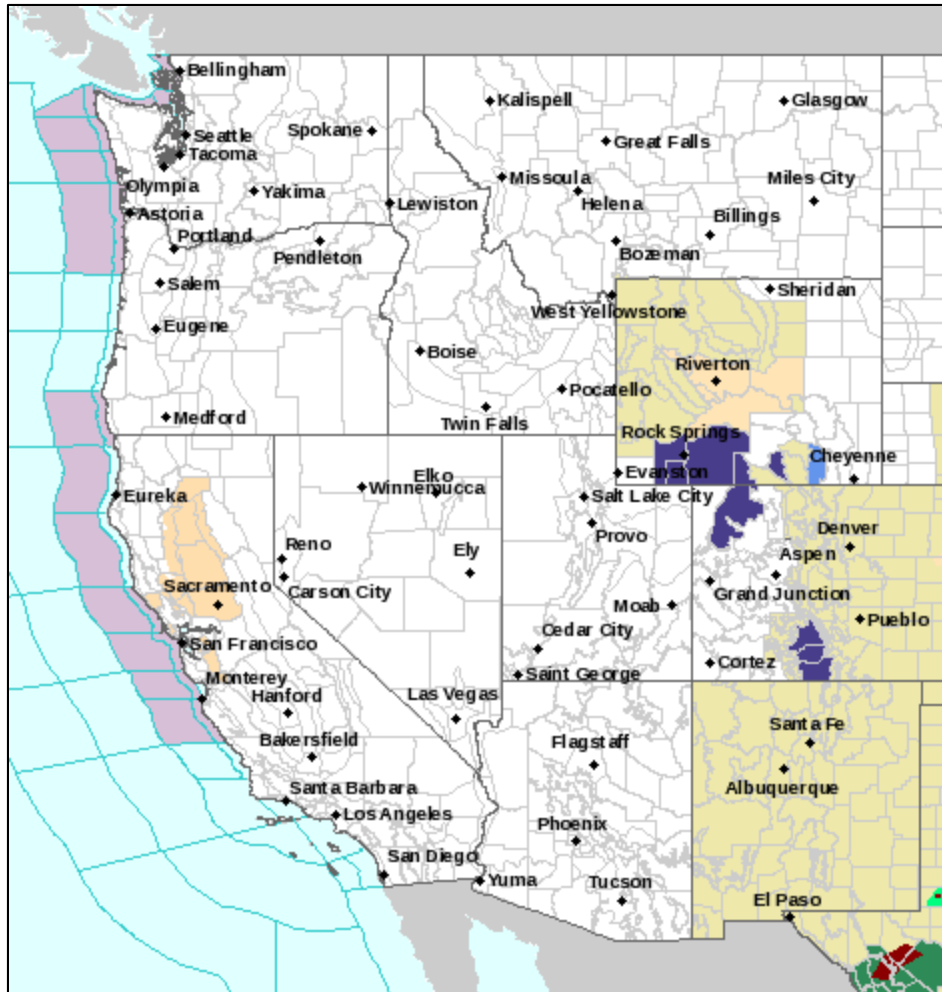 Bellingham
Kalispell
Glasgow
Seattle
Spokane
Great Falls
Tacoma
Missoula
Miles City
Olympia
Yakima
Helena
Lewiston
Astoria
Billings
Portland
Pendleton
Bozeman
Salem
Sheridan
West Yellowstone
Eugene
Boise
Riverton
Pocatello
Medford
Twin Falls
Rock Springs
Cheyenne
Evanston
Elko
Winnemucca
Eureka
Salt Lake City
Denver
Provo
Reno
Ely
Aspen
Sacramento
Carson City
Grand Junction
Moab
Pueblo
Cedar City
San Francisco
Cortez
Saint George
Monterey
Hanford
Las Vegas
Santa Fe
Flagstaff
Bakersfield
Albuquerque
Santa Barbara
Los Angeles
Phoenix
San Diego
Yuma
Tucson
El Paso